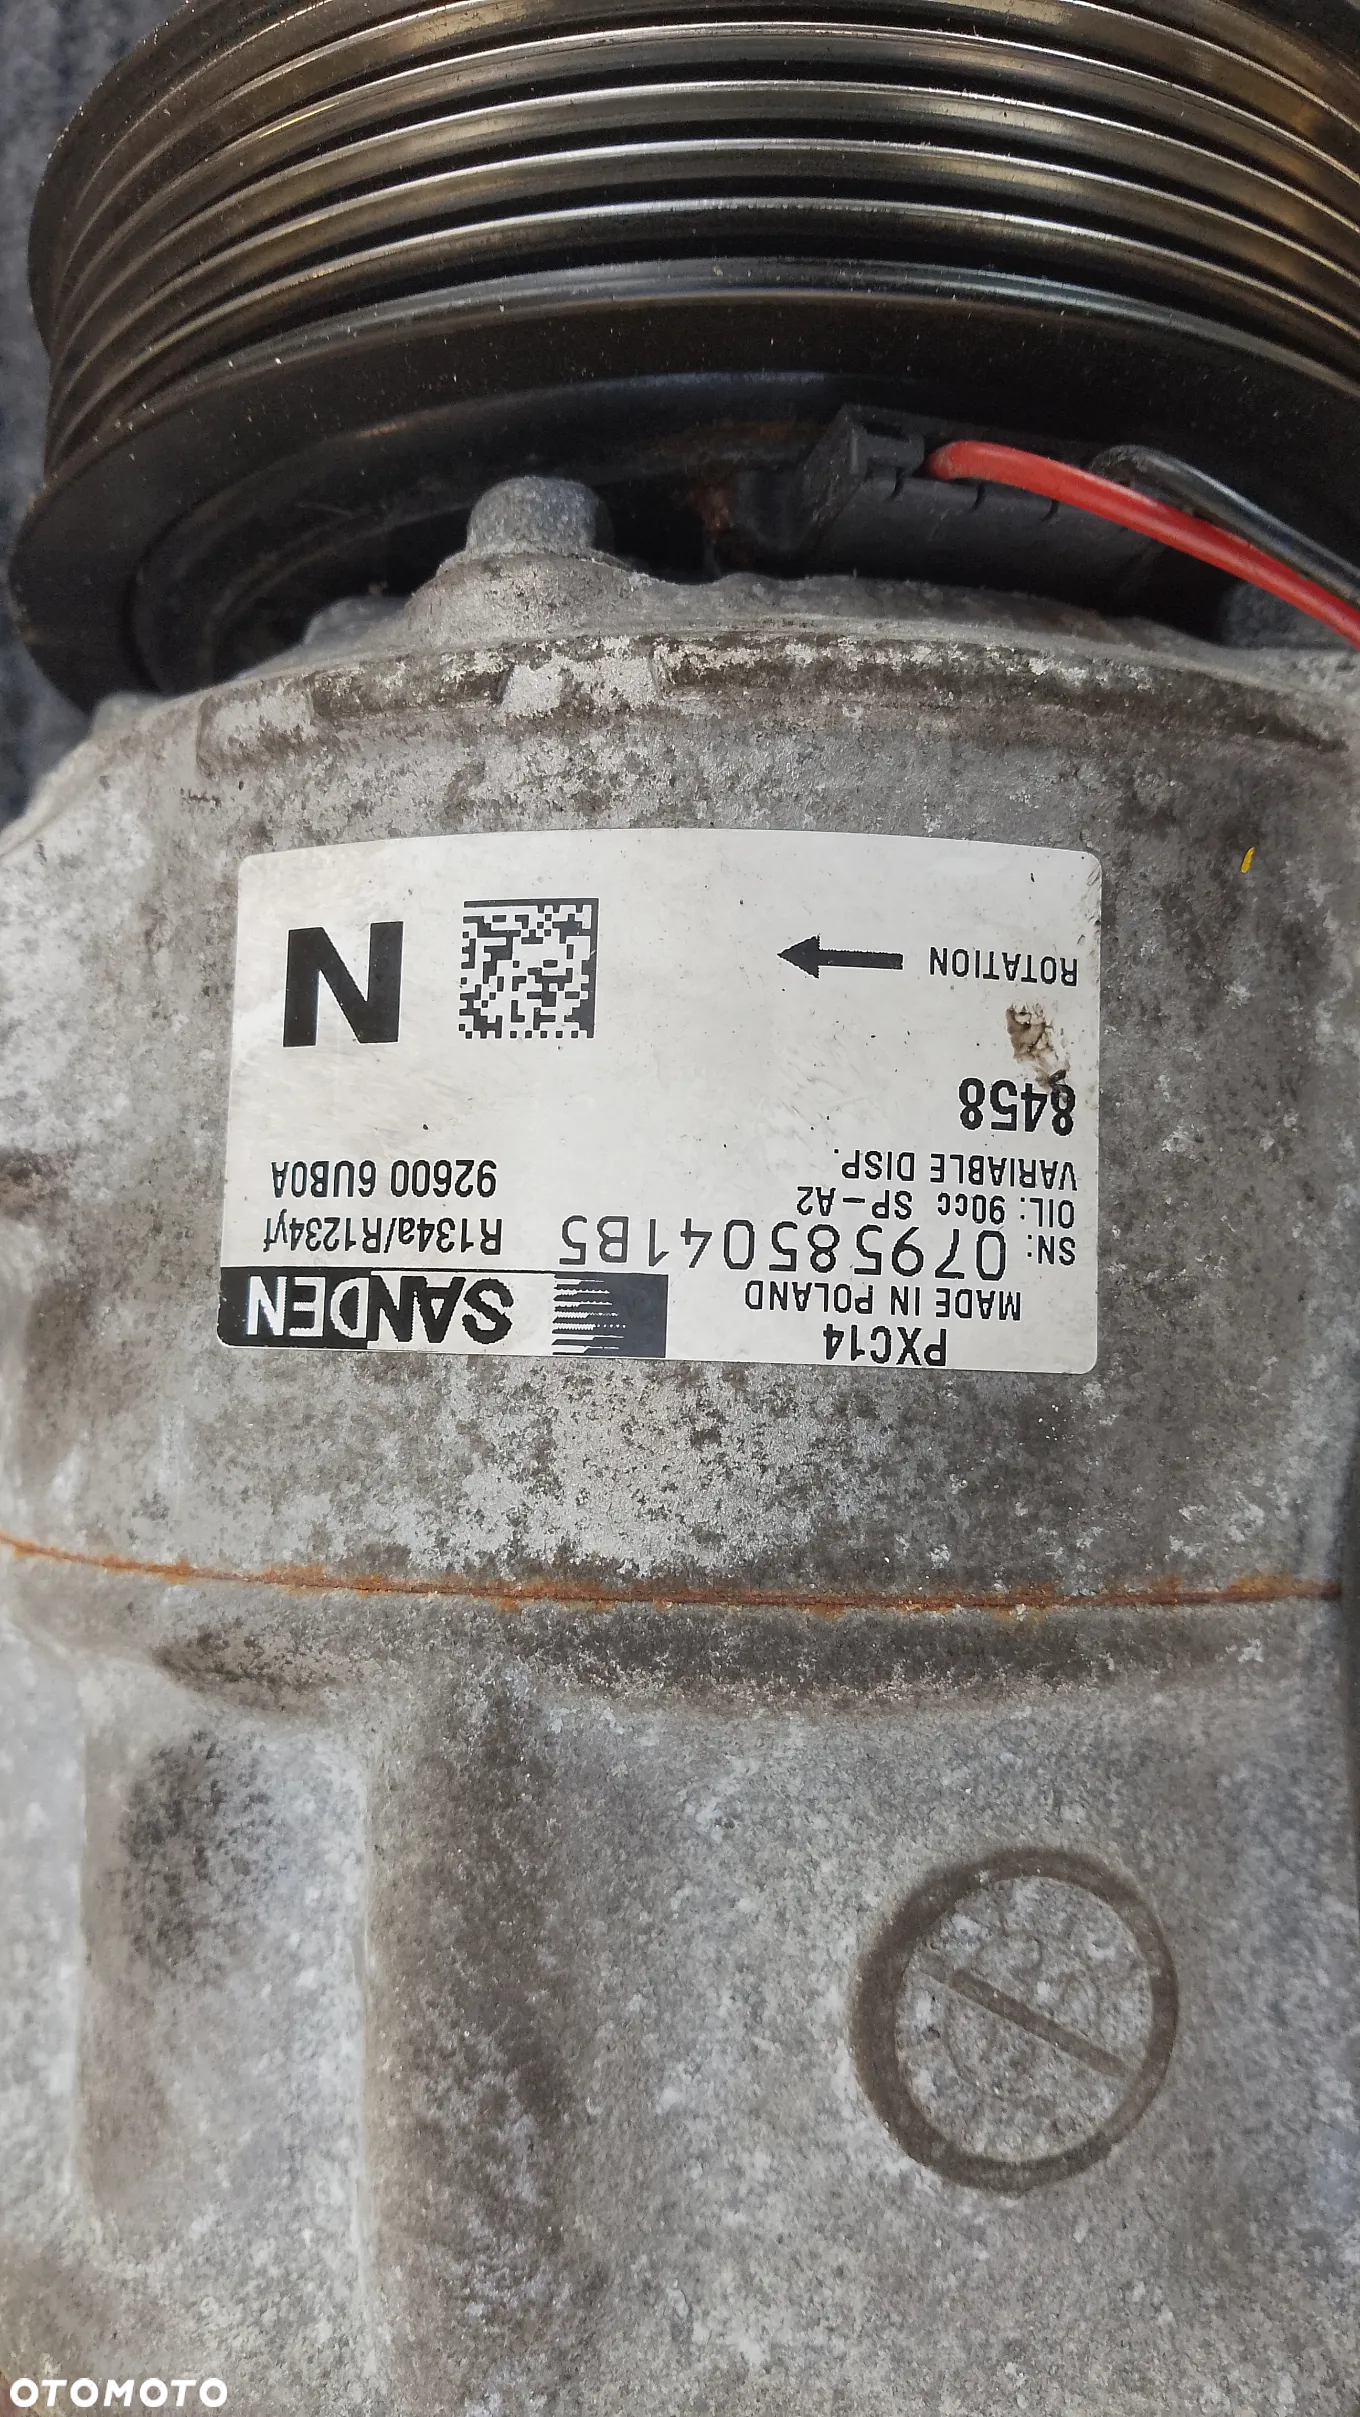 PXC14
MADE IN POLAND
SN: 079585041B5
OIL: 90cc SP-A2
VARIABLE DISP.
8458
ROTATION
SANDEN
R134a/R1234yf
92600 6UB0A
N
OTOMOTO